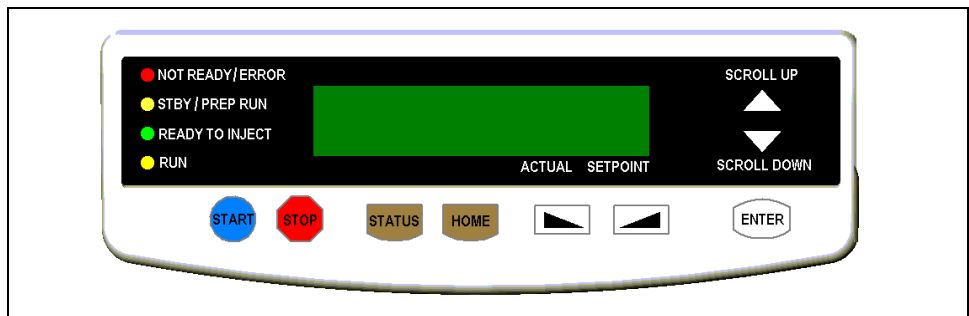 NOT READY/ERROR
STBY / PREP RUN
READY TO INJECT
RUN
ACTUAL SETPOINT
SCROLL UP
SCROLL DOWN
START STOP STATUS HOME ENTER